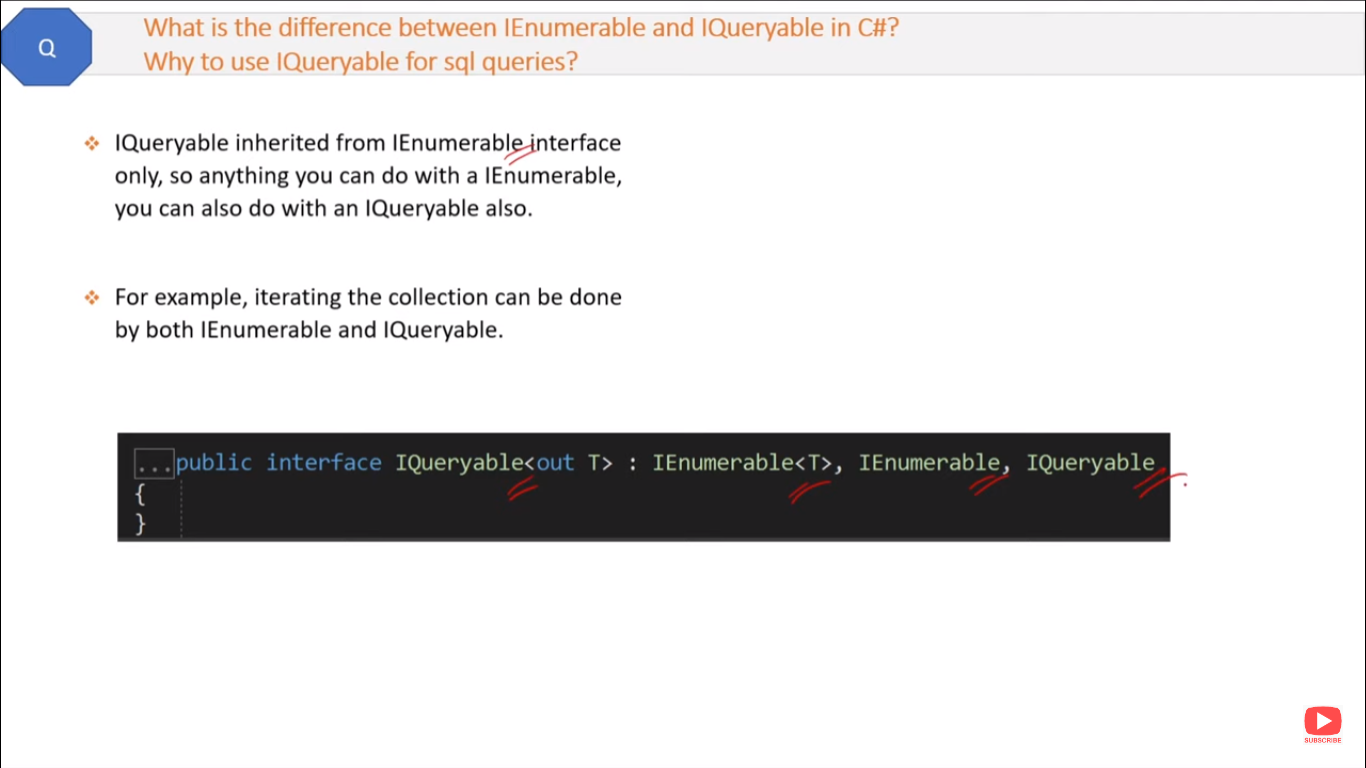 Q
What is the difference between IEnumerable and IQueryable in C#?
Why to use IQueryable for sql queries?
IQueryable inherited from IEnumerable interface
only, so anything you can do with a IEnumerable,
you can also do with an IQueryable also.
For example, iterating the collection can be done
by both IEnumerable and IQueryable.
...public interface IQueryable<out T> : IEnumerable<T>, IEnumerable, IQueryable
{
}
SUBSCRIBE